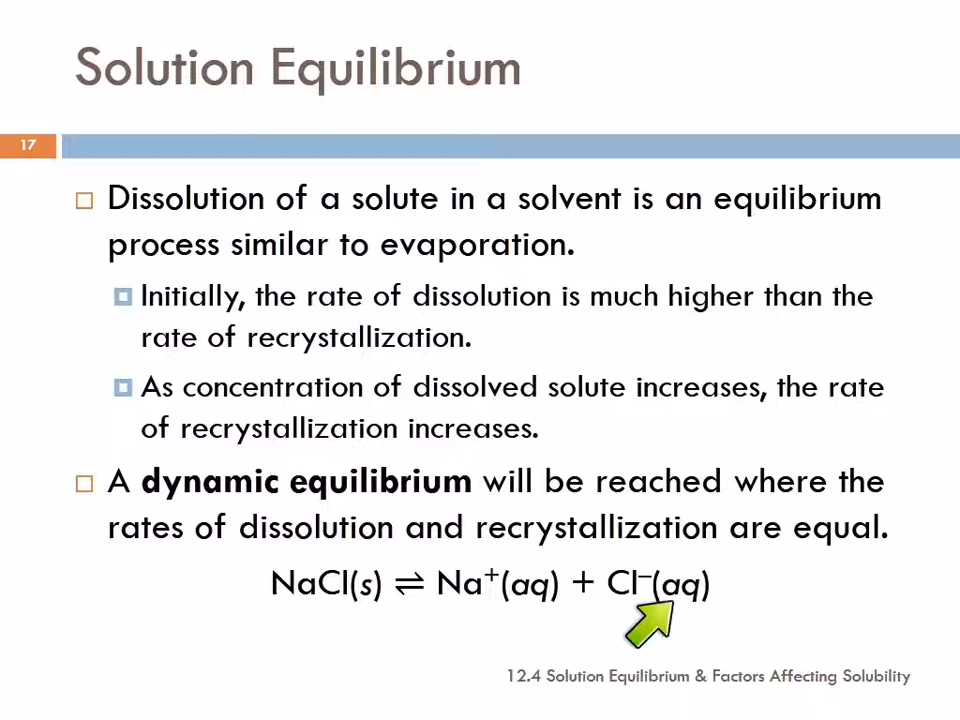 Solution Equilibrium
17
Dissolution of a solute in a solvent is an equilibrium
process similar to evaporation.
Initially, the rate of dissolution is much higher than the
rate of recrystallization.
As concentration of dissolved solute increases, the rate
of recrystallization increases.
A dynamic equilibrium will be reached where the
rates of dissolution and recrystallization are equal.
NaCl(s) ⇌ Na⁺(aq) + Cl⁻(aq)
12.4 Solution Equilibrium & Factors Affecting Solubility